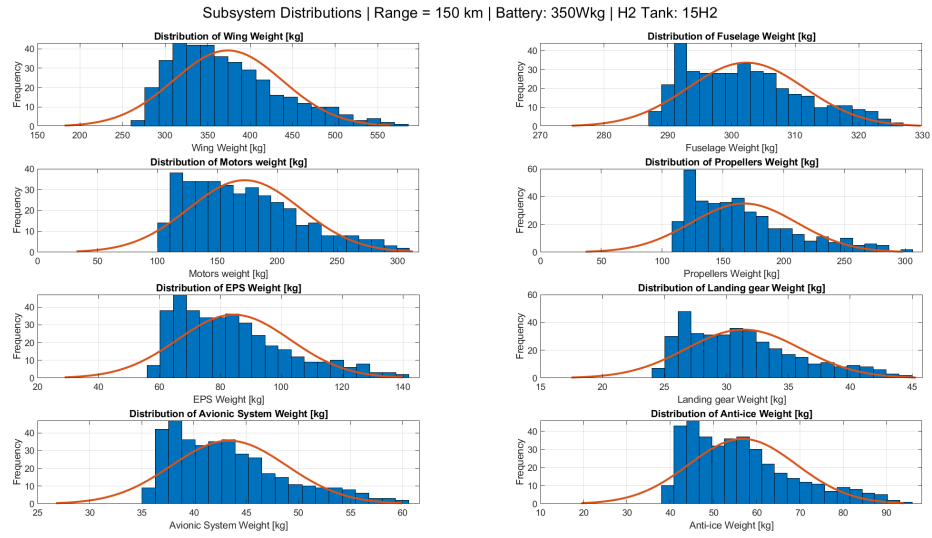 Subsystem Distributions | Range = 150 km | Battery: 350Wkg | H2 Tank: 15H2
Distribution of Wing Weight [kg]
Frequency
40
30
20
10
0
150 200 250 300 350 400 450 500 550
Wing Weight [kg]
Distribution of Fuselage Weight [kg]
Frequency
40
30
20
10
0
270 280 290 300 310 320 330
Fuselage Weight [kg]
Distribution of Motors weight [kg]
Frequency
40
30
20
10
0
0 50 100 150 200 250 300
Motors weight [kg]
Distribution of Propellers Weight [kg]
Frequency
60
40
20
0
0 50 100 150 200 250 300
Propellers Weight [kg]
Distribution of EPS Weight [kg]
Frequency
40
30
20
10
0
20 40 60 80 100 120 140
EPS Weight [kg]
Distribution of Landing gear Weight [kg]
Frequency
60
40
20
0
15 20 25 30 35 40 45
Landing gear Weight [kg]
Distribution of Avionic System Weight [kg]
Frequency
40
30
20
10
0
25 30 35 40 45 50 55 60
Avionic System Weight [kg]
Distribution of Anti-ice Weight [kg]
Frequency
40
30
20
10
0
10 20 30 40 50 60 70 80 90
Anti-ice Weight [kg]